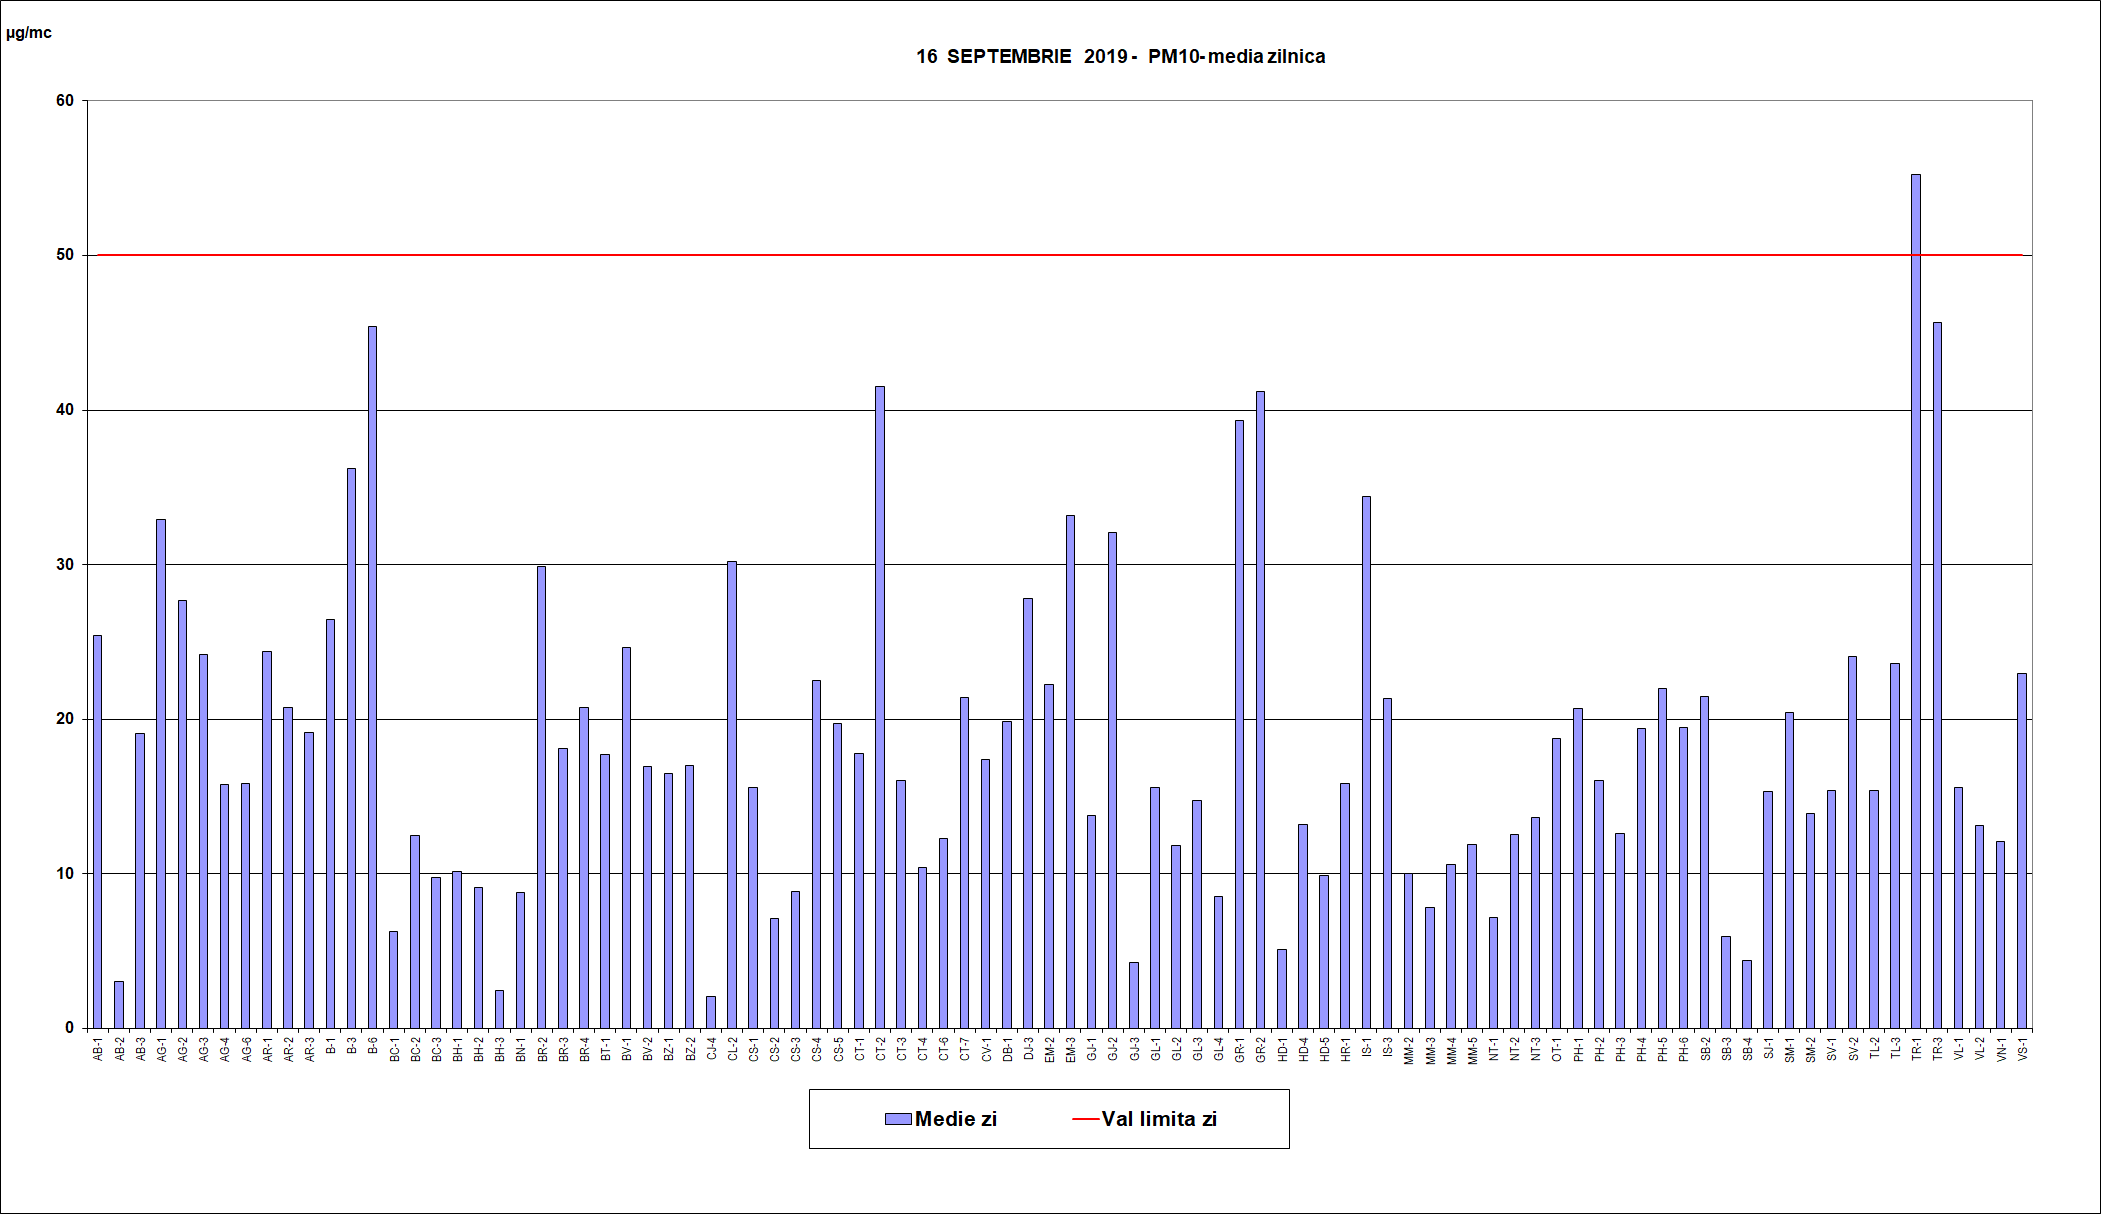 µg/mc
16 SEPTEMBRIE 2019 - PM10- media zilnica
60
50
40
30
20
10
0
AB-1 AB-2 AB-3 AG-1 AG-2 AG-3 AG-4 AG-6 AR-1 AR-2 AR-3 B-1 B-3 B-6 BC-1 BC-2 BC-3 BH-1 BH-2 BH-3 BN-1 BR-2 BR-3 BR-4 BT-1 BV-1 BV-2 BZ-1 BZ-2 CJ-4 CL-2 CS-1 CS-2 CS-3 CS-4 CS-5 CT-1 CT-2 CT-3 CT-4 CT-6 CT-7 CV-1 DB-1 DJ-3 EM-2 EM-3 GJ-1 GJ-2 GJ-3 GL-1 GL-2 GL-3 GL-4 GR-1 GR-2 HD-1 HD-4 HD-5 HR-1 IS-1 IS-3 MM-2 MM-3 MM-4 MM-5 NT-1 NT-2 NT-3 OT-1 PH-1 PH-2 PH-3 PH-4 PH-5 PH-6 SB-2 SB-3 SB-4 SJ-1 SM-1 SM-2 SV-1 SV-2 TL-2 TL-3 TR-1 TR-3 VL-1 VL-2 VN-1 VS-1
Medie zi Val limita zi